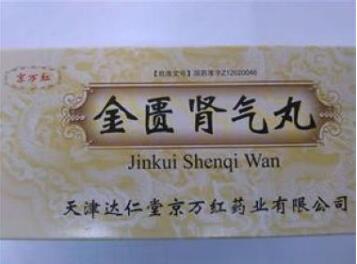 【批准文号】国药准字Z12020046
京万红
金匮肾气丸
Jinkui Shenqi Wan
天津达仁堂京万红药业有限公司